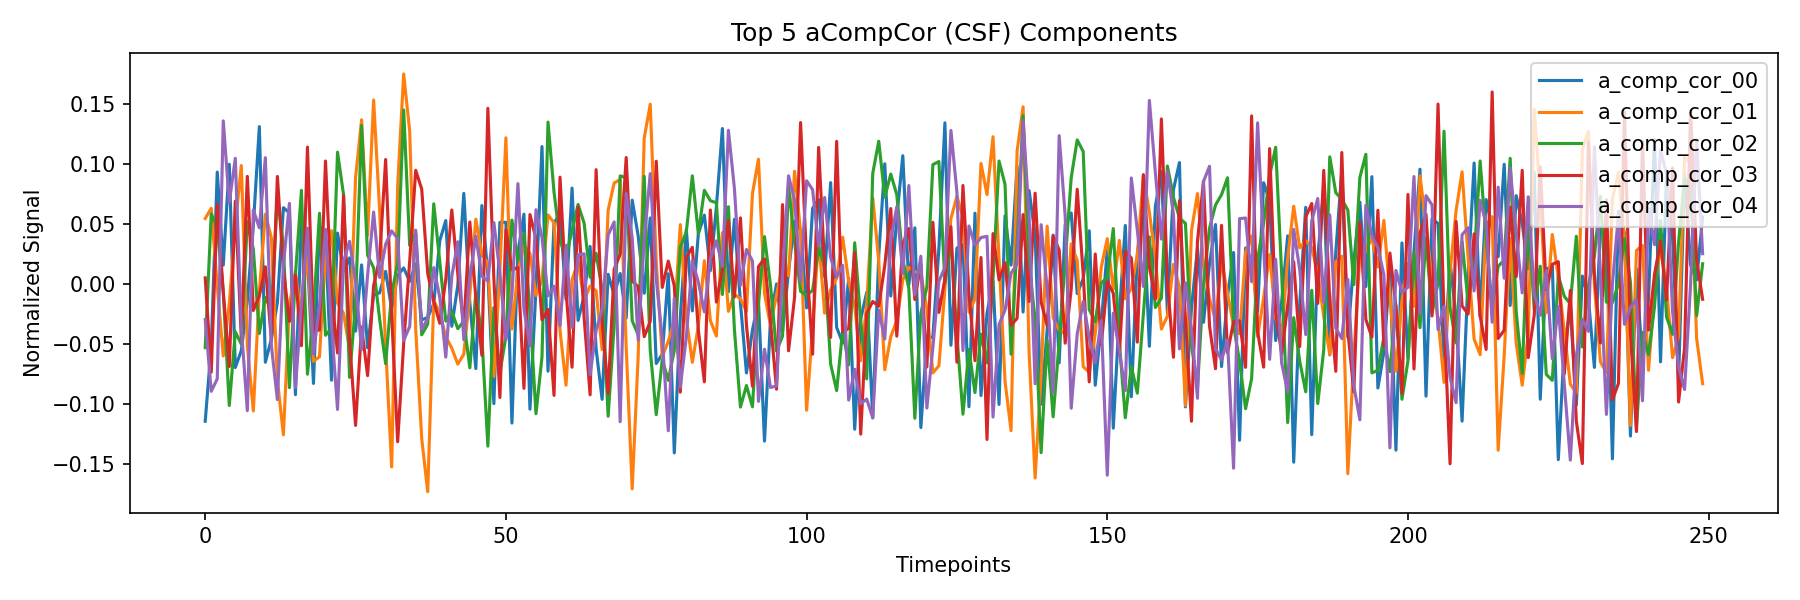 Top 5 aCompCor (CSF) Components
Normalized Signal
0.15
0.10
0.05
0.00
−0.05
−0.10
−0.15
a_comp_cor_00
a_comp_cor_01
a_comp_cor_02
a_comp_cor_03
a_comp_cor_04
0 50 100 150 200 250
Timepoints